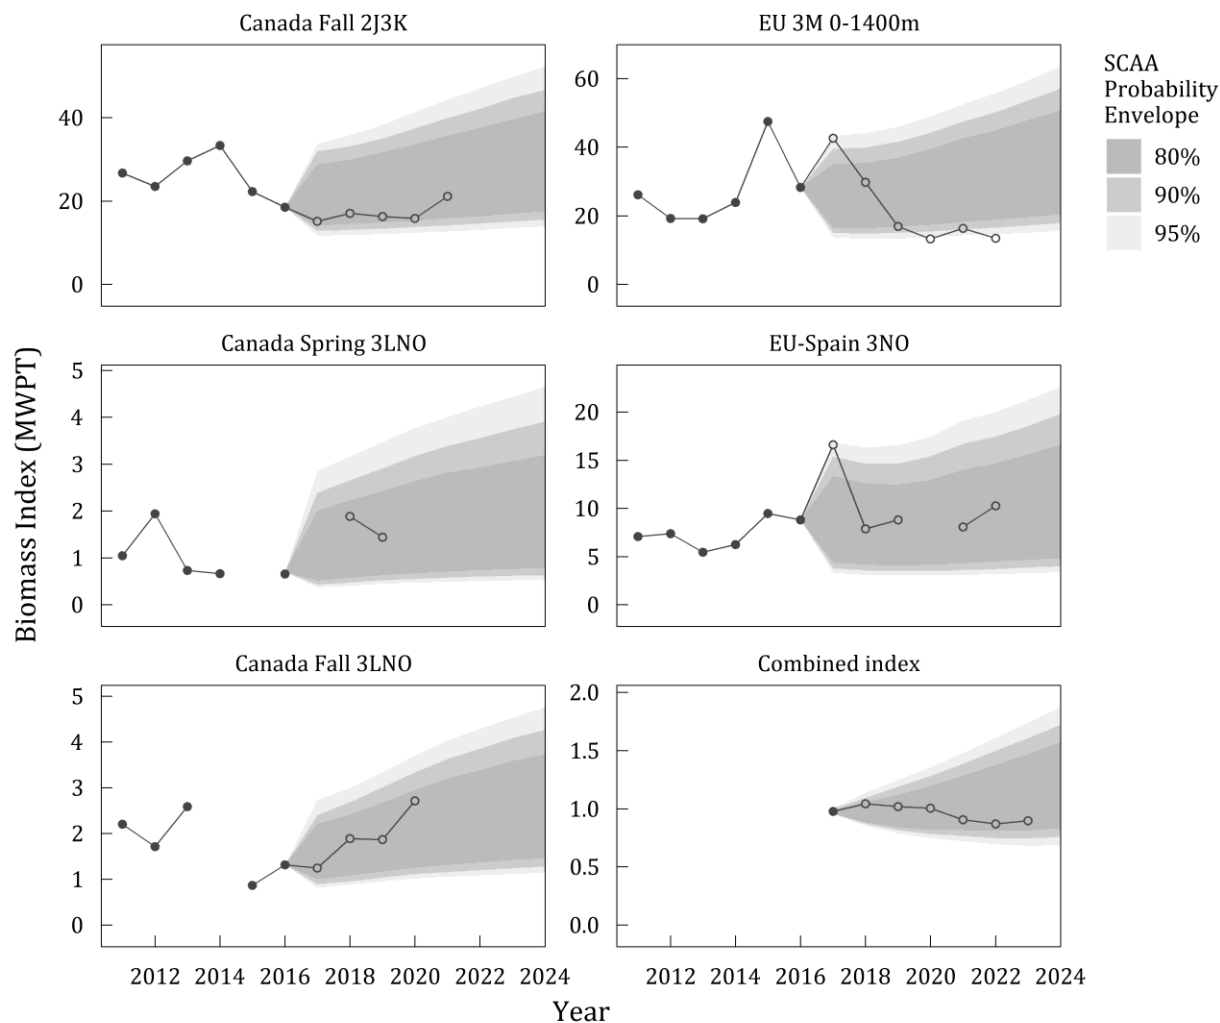 Canada Fall 2J3K
EU 3M 0-1400m
SCAA
Probability
Envelope
80%
90%
95%
40
20
0
60
40
20
0
Biomass Index (MWPT)
Canada Spring 3LNO
EU-Spain 3NO
5
4
3
2
1
0
20
15
10
5
0
Canada Fall 3LNO
Combined index
5
4
3
2
1
0
2.0
1.5
1.0
0.5
0.0
2012 2014 2016 2018 2020 2022 2024
2012 2014 2016 2018 2020 2022 2024
Year